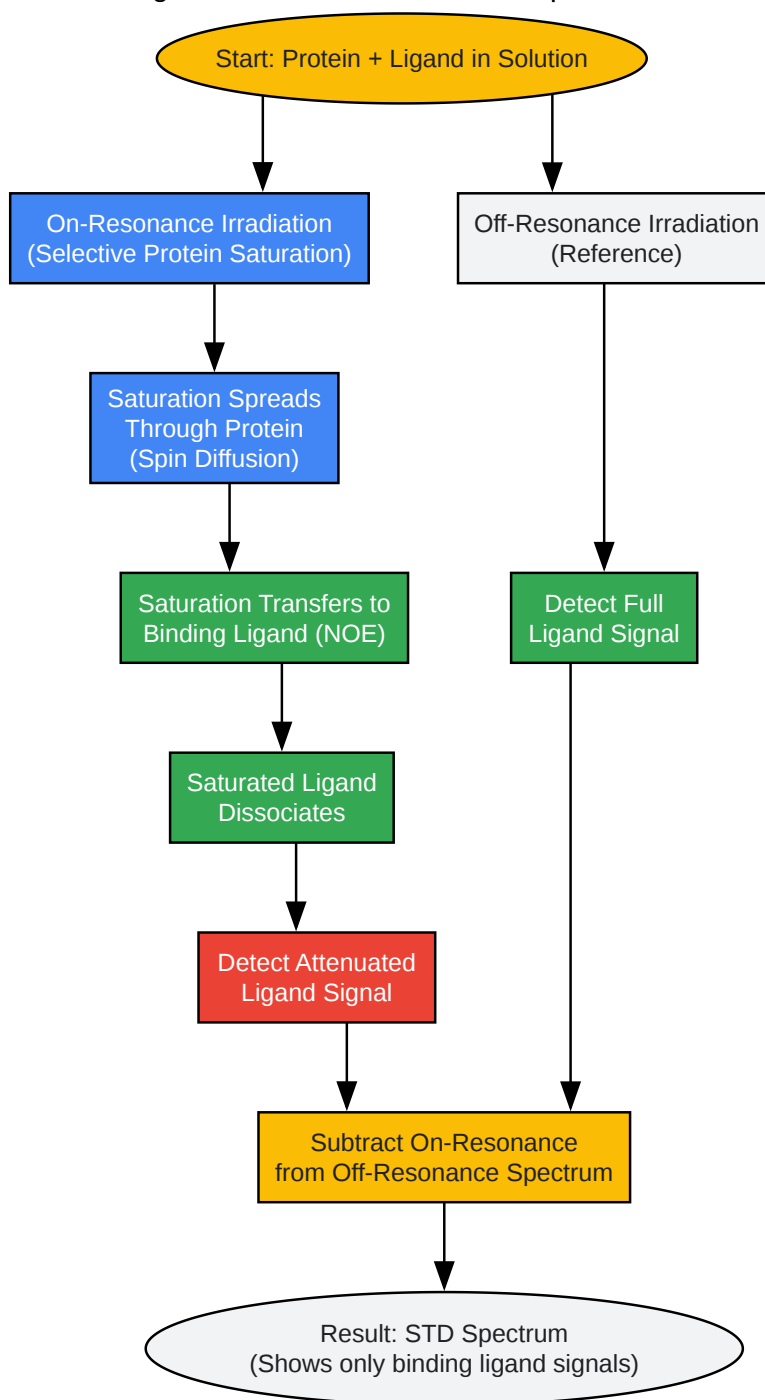 Start: Protein + Ligand in Solution
On-Resonance Irradiation
(Selective Protein Saturation)
Off-Resonance Irradiation
(Reference)
Saturation Spreads
Through Protein
(Spin Diffusion)
Saturation Transfers to
Binding Ligand (NOE)
Detect Full
Ligand Signal
Saturated Ligand
Dissociates
Detect Attenuated
Ligand Signal
Subtract On-Resonance
from Off-Resonance Spectrum
Result: STD Spectrum
(Shows only binding ligand signals)